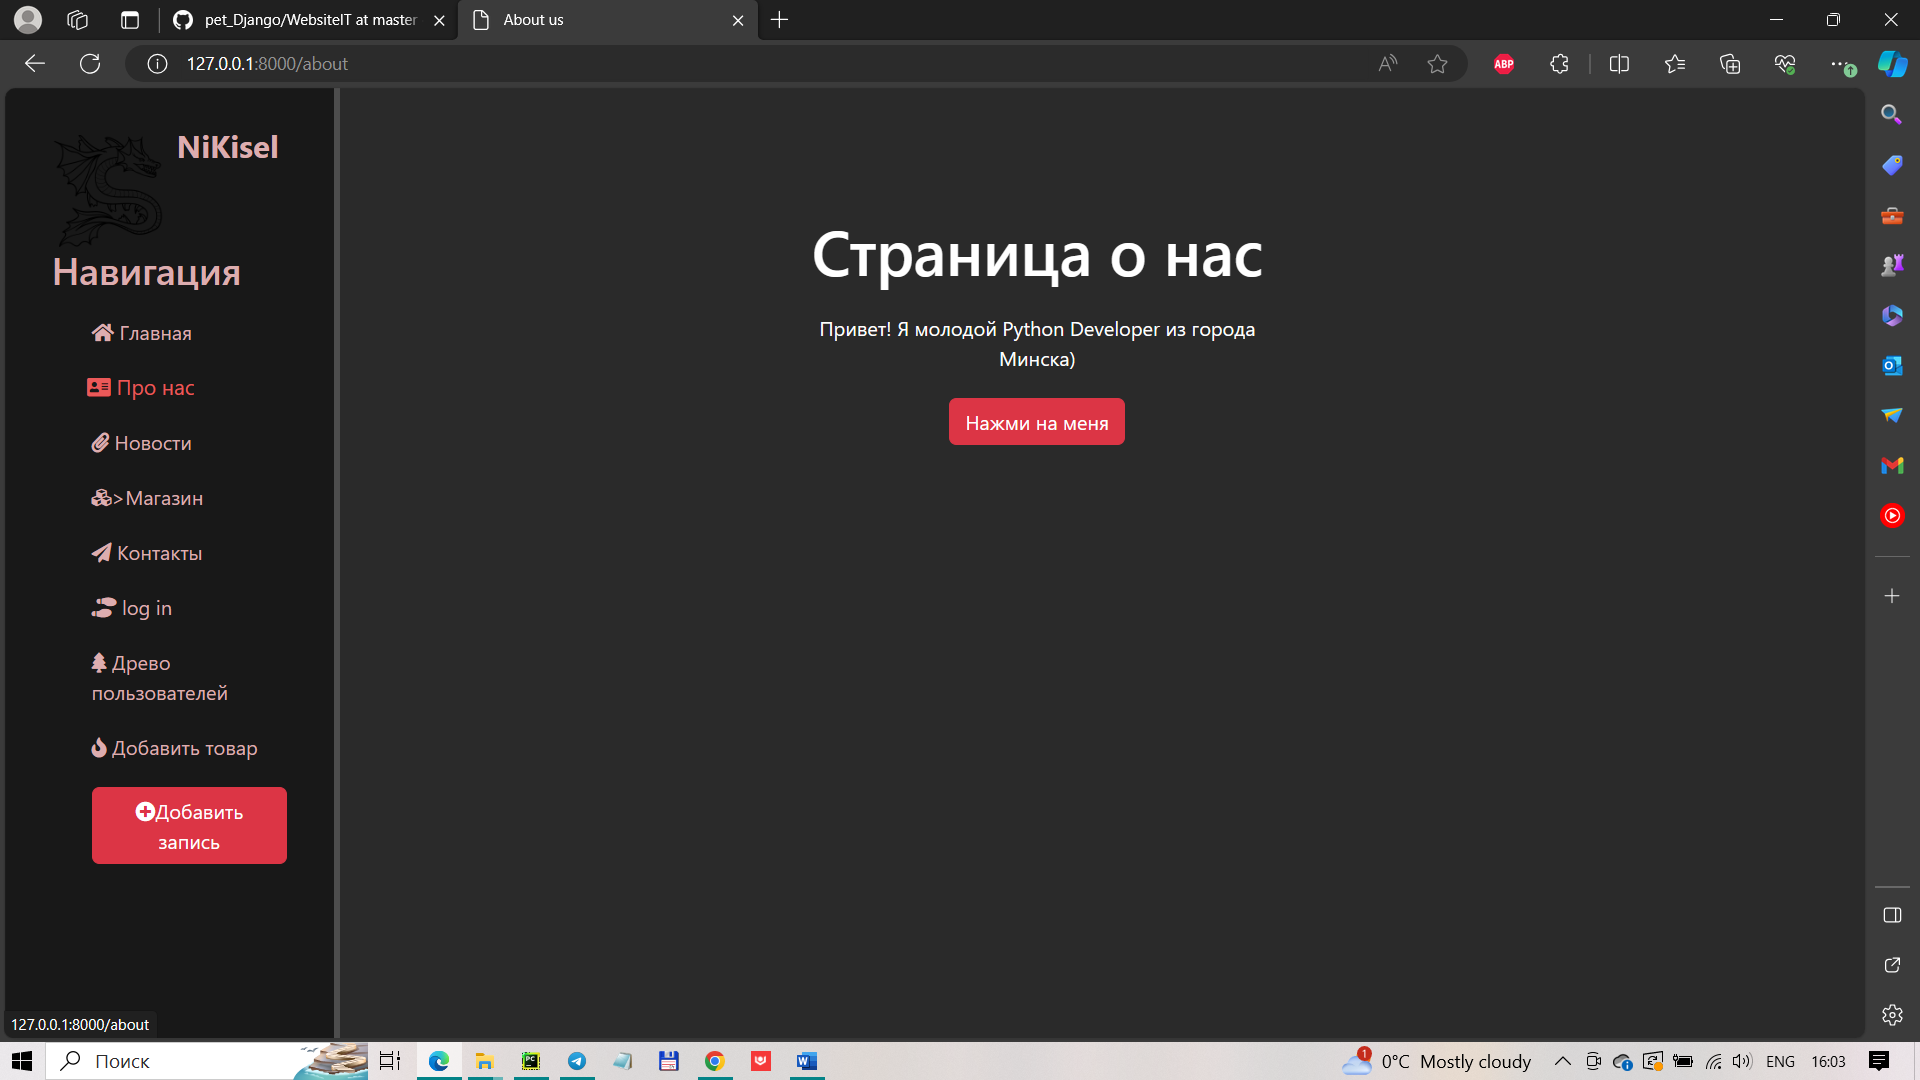 pet_Django/WebsiteIT at master
About us
127.0.0.1:8000/about
ABP
NiKisel
Навигация
Главная
Про нас
Новости
>Магазин
Контакты
log in
Древо
пользователей
Добавить товар
Добавить
запись
Страница о нас
Привет! Я молодой Python Developer из города
Минска)
Нажми на меня
127.0.0.1:8000/about
Поиск
1
0°C Mostly cloudy
ENG
16:03